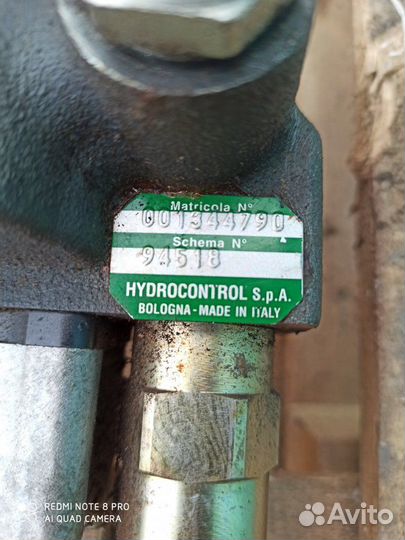 Matricola N°
001344790
Schema N°
94518
HYDROCONTROL S.p.A.
BOLOGNA-MADE IN ITALY
REDMI NOTE 8 PRO
AI QUAD CAMERA
Avito